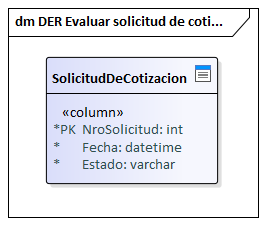 dm DER Evaluar solicitud de coti...
SolicitudDeCotizacion
«column»
*PK NroSolicitud: int
* Fecha: datetime
* Estado: varchar